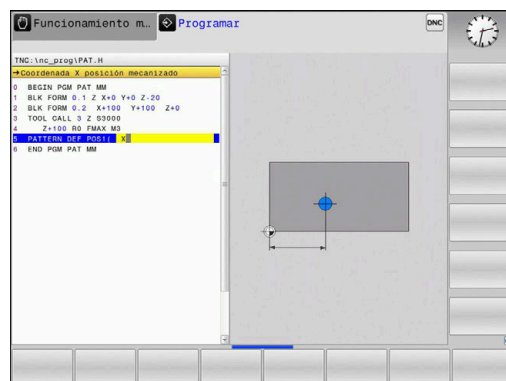 Funcionamiento m… Programar
DNC
TNC:\nc_prog\PAT.H
→Coordenada X posición mecanizado
0 BEGIN PGM PAT MM
1 BLK FORM 0.1 Z X+0 Y+0 Z-20
2 BLK FORM 0.2 X+100 Y+100 Z+0
3 TOOL CALL 3 Z S3000
4 Z+100 R0 FMAX M3
5 PATTERN DEF POS1( X
6 END PGM PAT MM